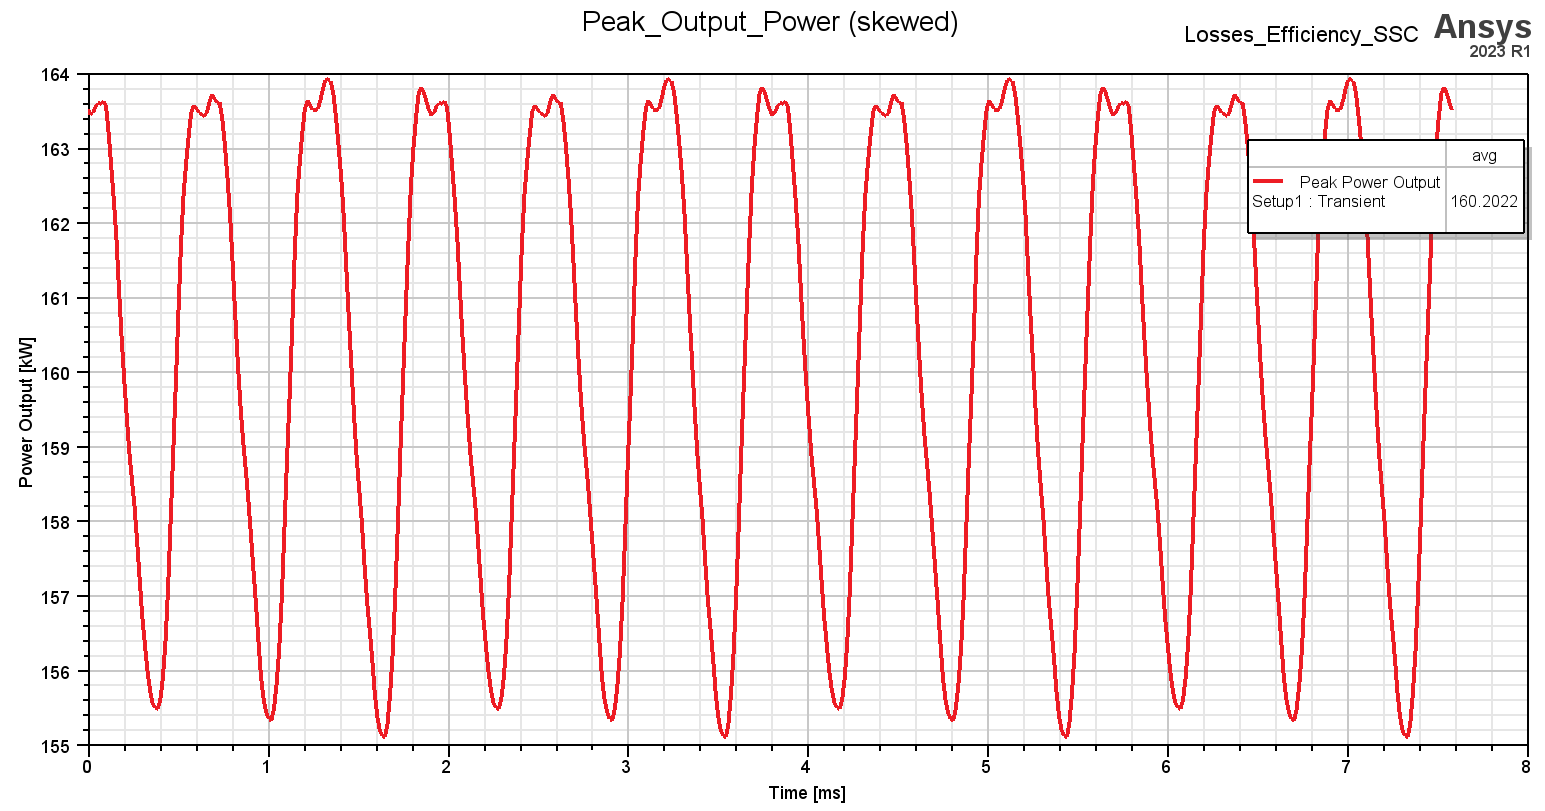 Peak_Output_Power (skewed)
Losses_Efficiency_SSC
Ansys
2023 R1
164
163
162
161
160
159
158
157
156
155
Power Output [kW]
avg
Peak Power Output
Setup1 : Transient
160.2022
0 1 2 3 4 5 6 7 8
Time [ms]